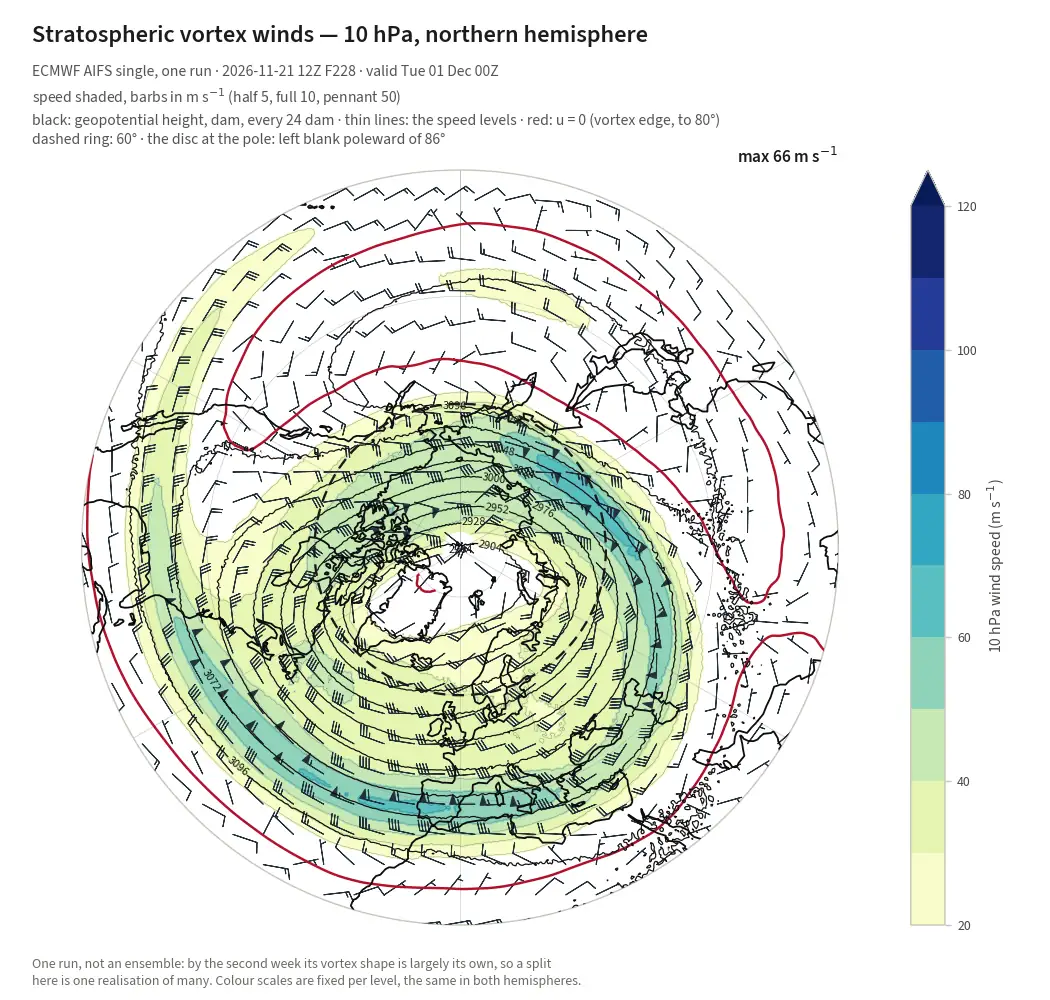 Stratospheric vortex winds — 10 hPa, northern hemisphere
ECMWF AIFS single, one run · 2026-11-21 12Z F228 · valid Tue 01 Dec 00Z
speed shaded, barbs in m s−1 (half 5, full 10, pennant 50)
black: geopotential height, dam, every 24 dam · thin lines: the speed levels · red: u = 0 (vortex edge, to 80°)
dashed ring: 60° · the disc at the pole: left blank poleward of 86°
max 66 m s−1
120
100
80
60
40
20
10 hPa wind speed (m s−1)
3096
3000
2952
2976
2928
2904
3072
3096
One run, not an ensemble: by the second week its vortex shape is largely its own, so a split
here is one realisation of many. Colour scales are fixed per level, the same in both hemispheres.